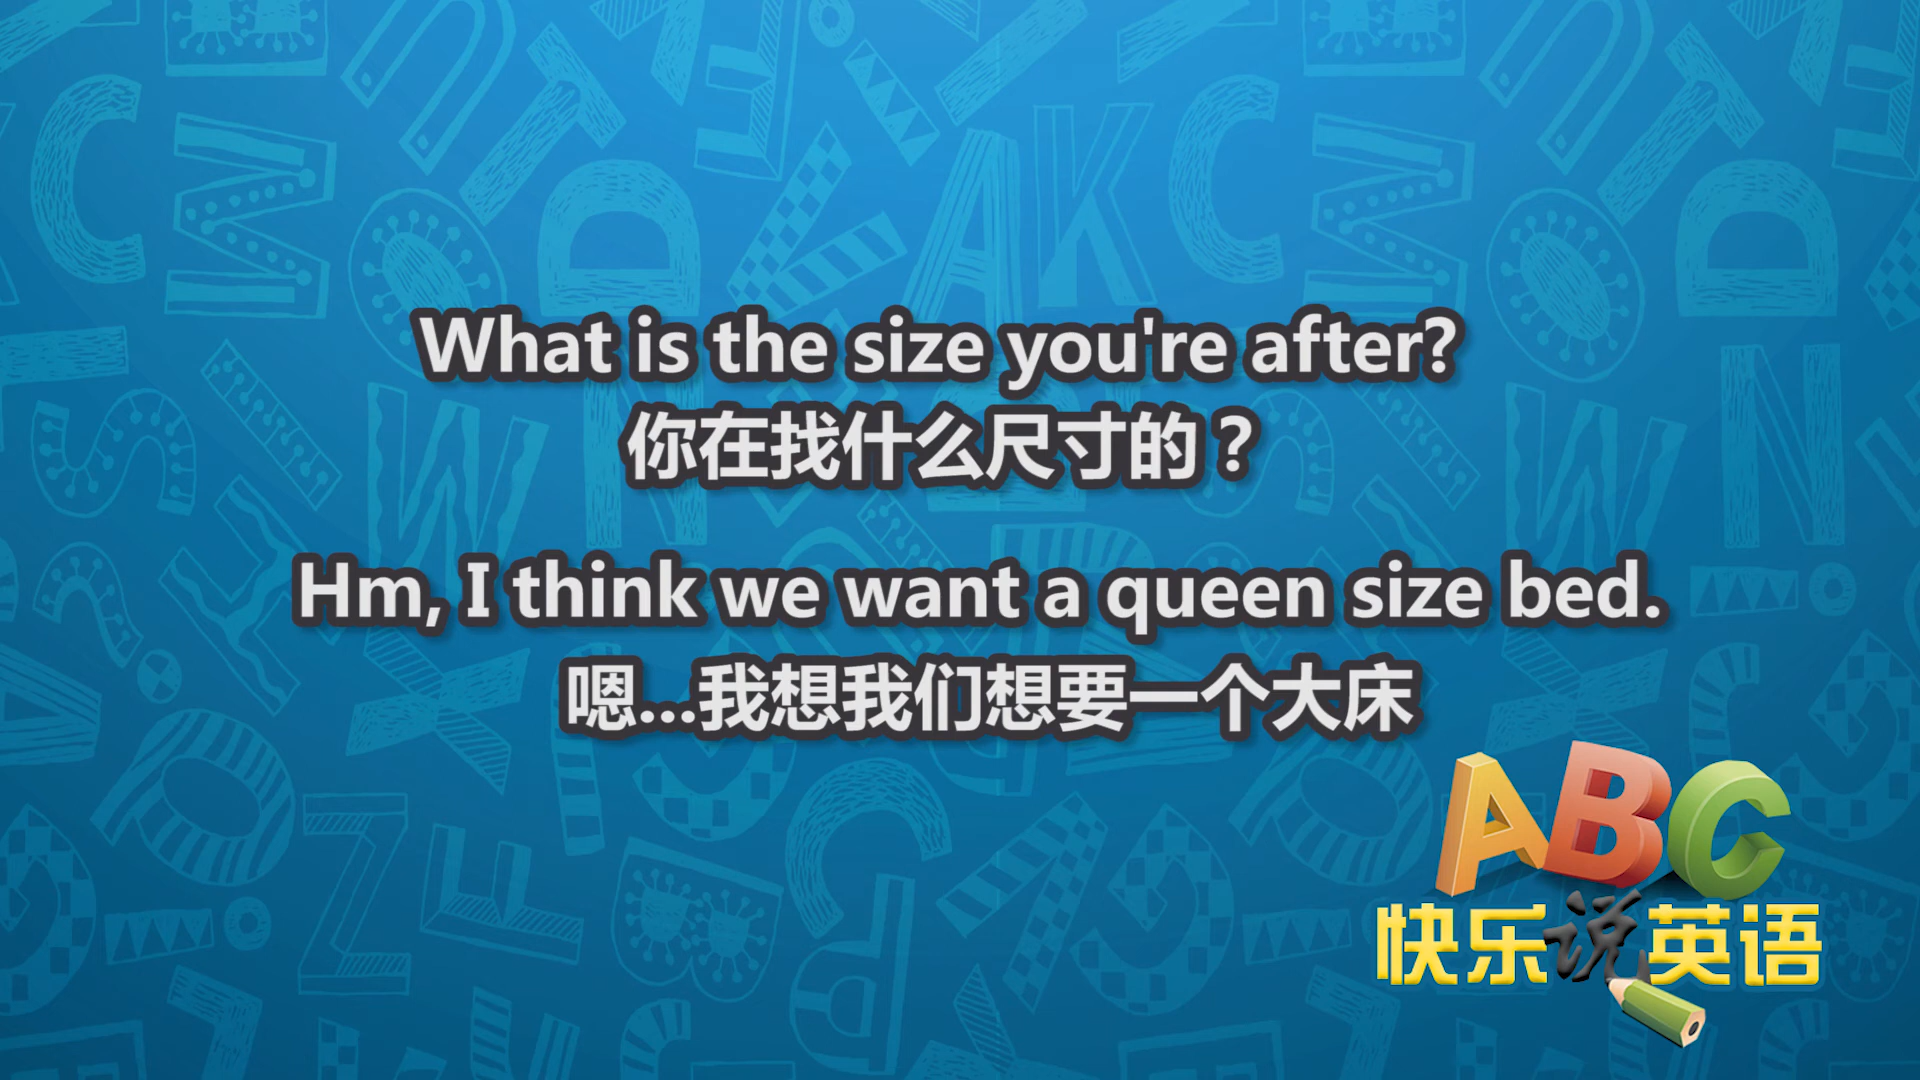 What is the size you're after?
你在找什么尺寸的？
Hm, I think we want a queen size bed.
嗯...我想我们想要一个大床
ABC
快乐说英语